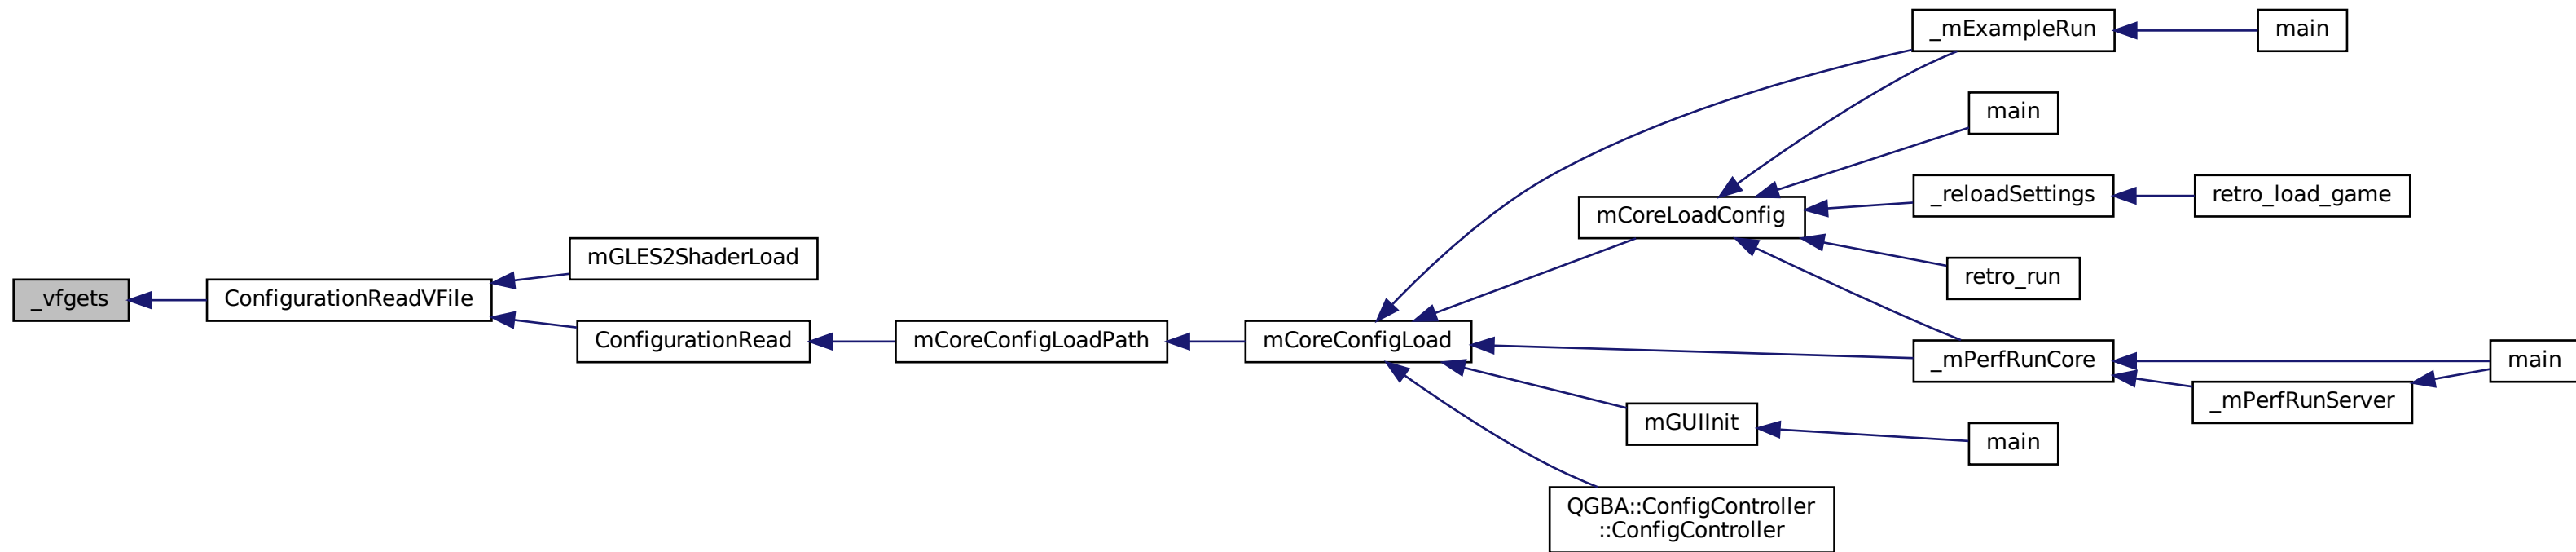 _mExampleRun
main
main
mCoreLoadConfig
_reloadSettings
retro_load_game
mGLES2ShaderLoad
retro_run
_vfgets
ConfigurationReadVFile
ConfigurationRead
mCoreConfigLoadPath
mCoreConfigLoad
_mPerfRunCore
main
_mPerfRunServer
mGUIInit
main
QGBA::ConfigController
::ConfigController